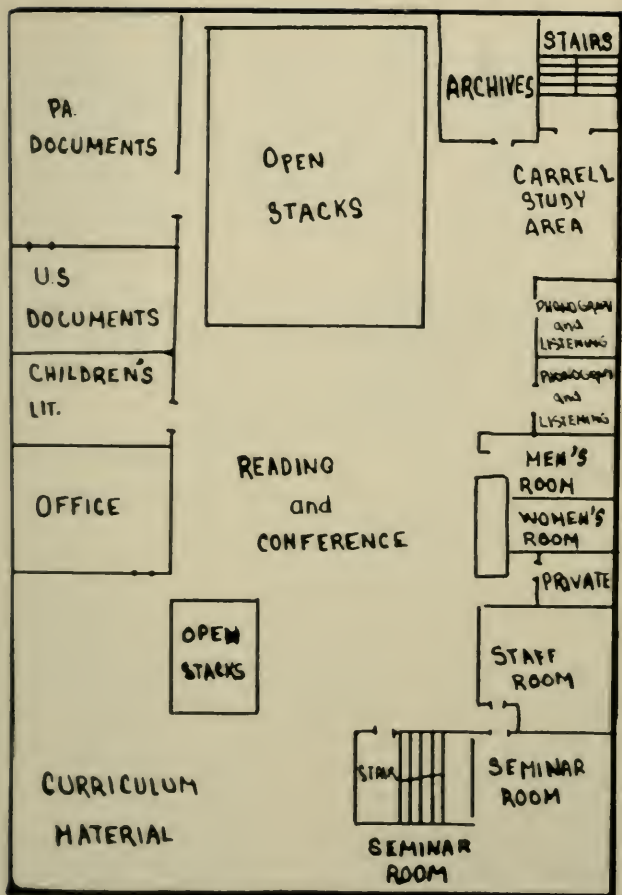 PA.
DOCUMENTS
OPEN
STACKS
ARCHIVES
STAIRS
CARRELL
STUDY
AREA
U.S
DOCUMENTS
CHILDREN'S
LIT.
PHONOGRAPH
and
LISTENING
PHONOGRAPH
and
LISTENING
OFFICE
READING
and
CONFERENCE
MEN'S
ROOM
WOMEN'S
ROOM
PRIVATE
OPEN
STACKS
STAFF
ROOM
CURRICULUM
MATERIAL
STAIR
SEMINAR
ROOM
SEMINAR
ROOM